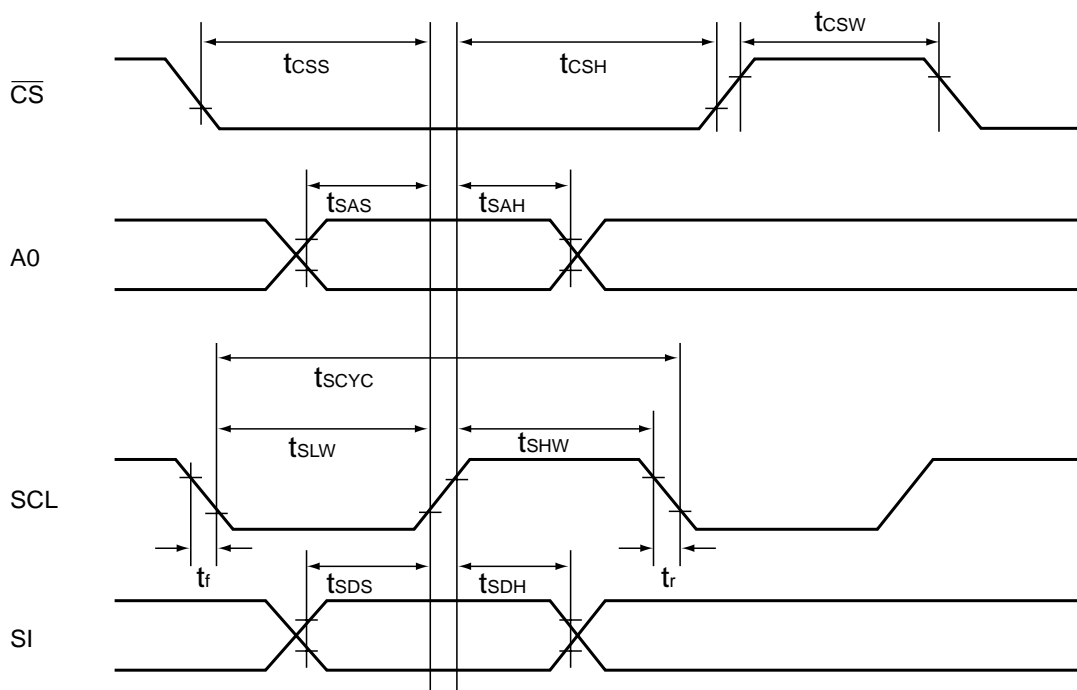 tCSS
tCSH
tCSW
CS
tSAS
tSAH
A0
tSCYC
tSLW
tSHW
SCL
tf
tSDS
tSDH
tr
SI